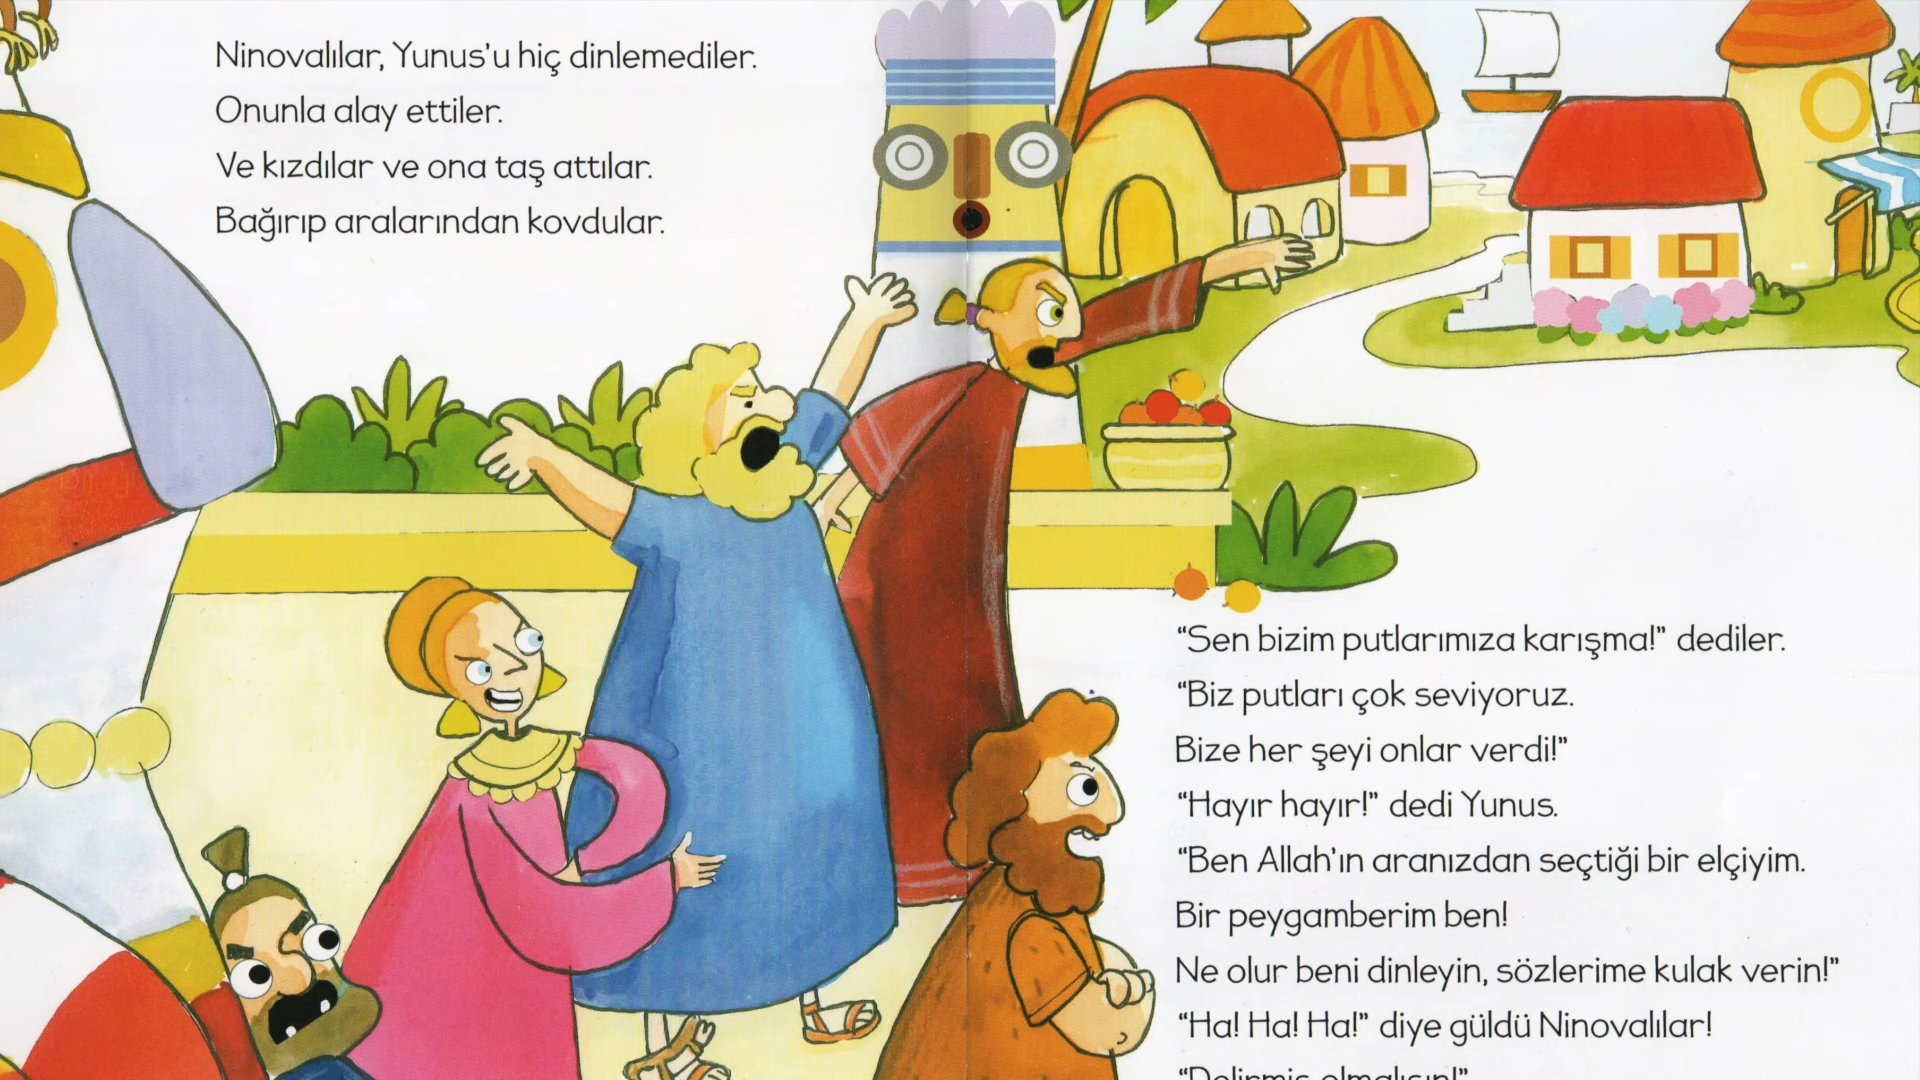 Ninovalılar, Yunus’u hiç dinlemediler.
Onunla alay ettiler.
Ve kızdılar ve ona taş attılar.
Bağırıp aralarından kovdular.
“Sen bizim putlarımıza karışma!” dediler.
“Biz putları çok seviyoruz.
Bize her şeyi onlar verdi!”
“Hayır hayır!” dedi Yunus.
“Ben Allah’ın aranızdan seçtiği bir elçiyim.
Bir peygamberim ben!
Ne olur beni dinleyin, sözlerime kulak verin!”
“Ha! Ha! Ha!” diye güldü Ninovalılar!
“Delirmiş olmalısın!”